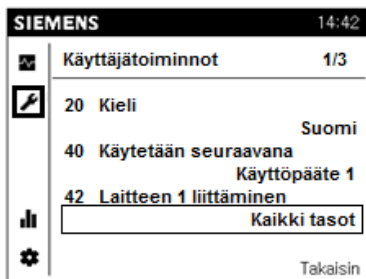 SIEMENS 14:42
Käyttäjätoiminnot 1/3
20 Kieli
Suomi
40 Käytetään seuraavana
Käyttöpääte 1
42 Laitteen 1 liittäminen
Kaikki tasot
Takaisin